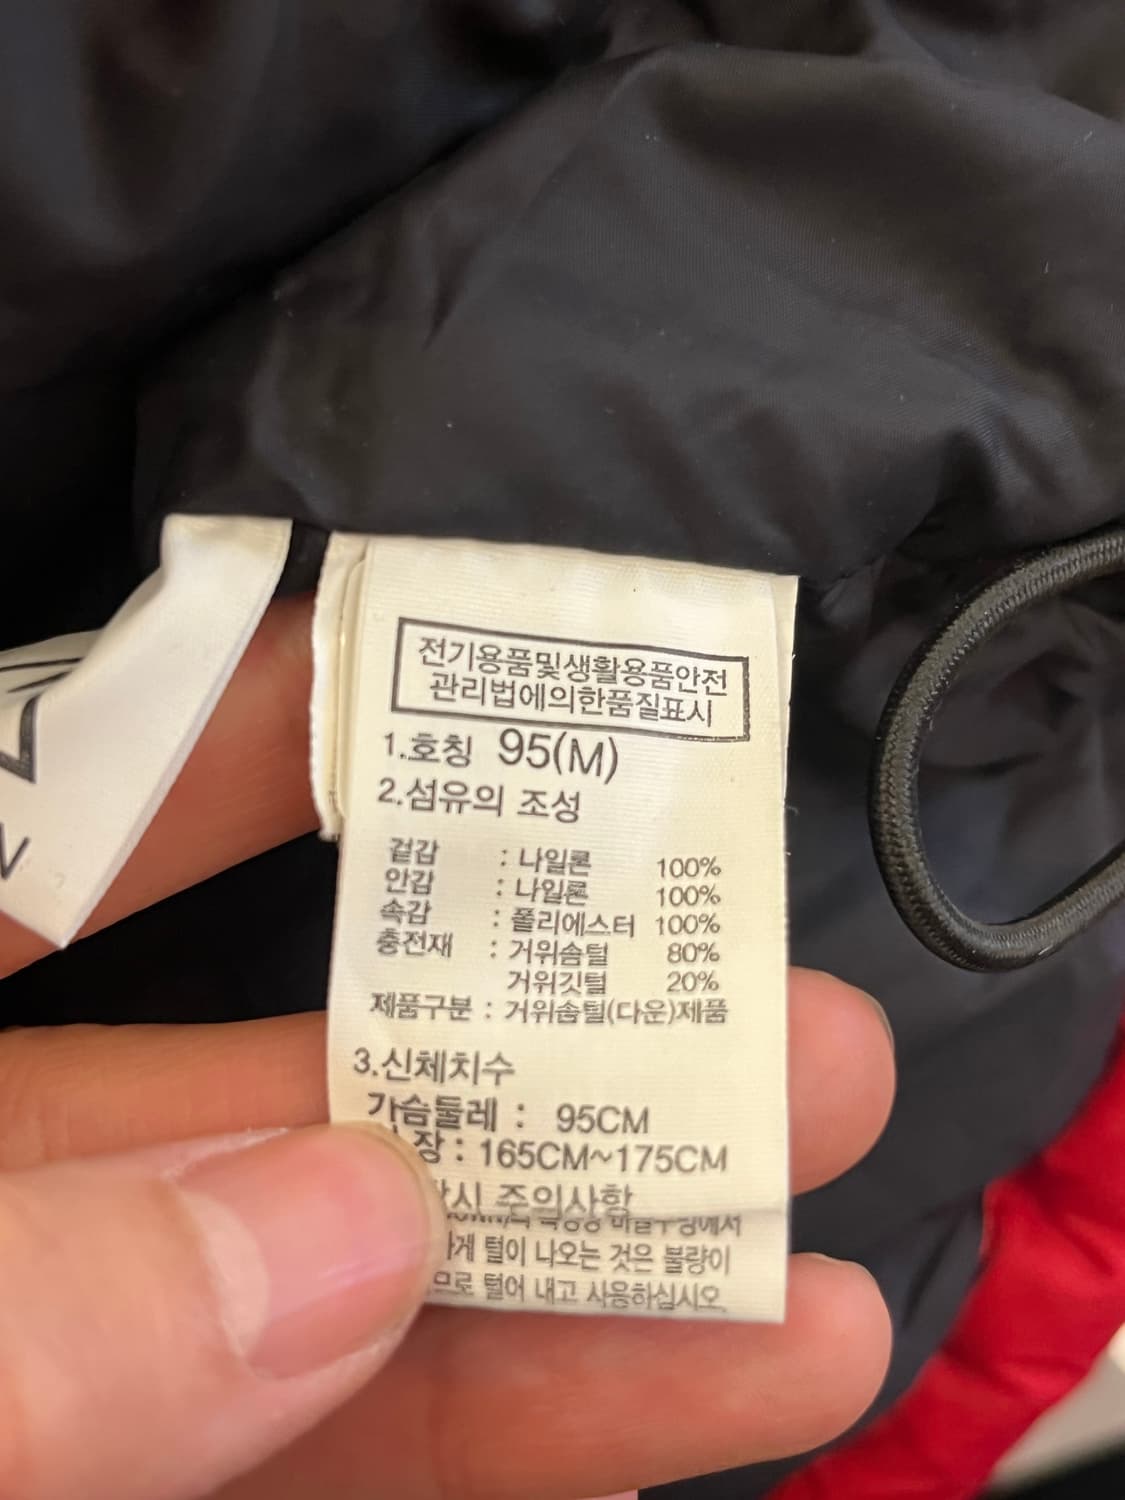 전기용품및생활용품안전
관리법에의한품질표시
1.호칭 95(M)
2.섬유의 조성
겉감 : 나일론 100%
안감 : 나일론 100%
속감 : 폴리에스터 100%
충전재 : 거위솜털 80%
거위깃털 20%
제품구분 : 거위솜털(다운)제품
3.신체치수
가슴둘레 : 95CM
장 : 165CM~175CM
주의사항
털이 나오는 것은 불량이
털어 내고 사용하십시오.